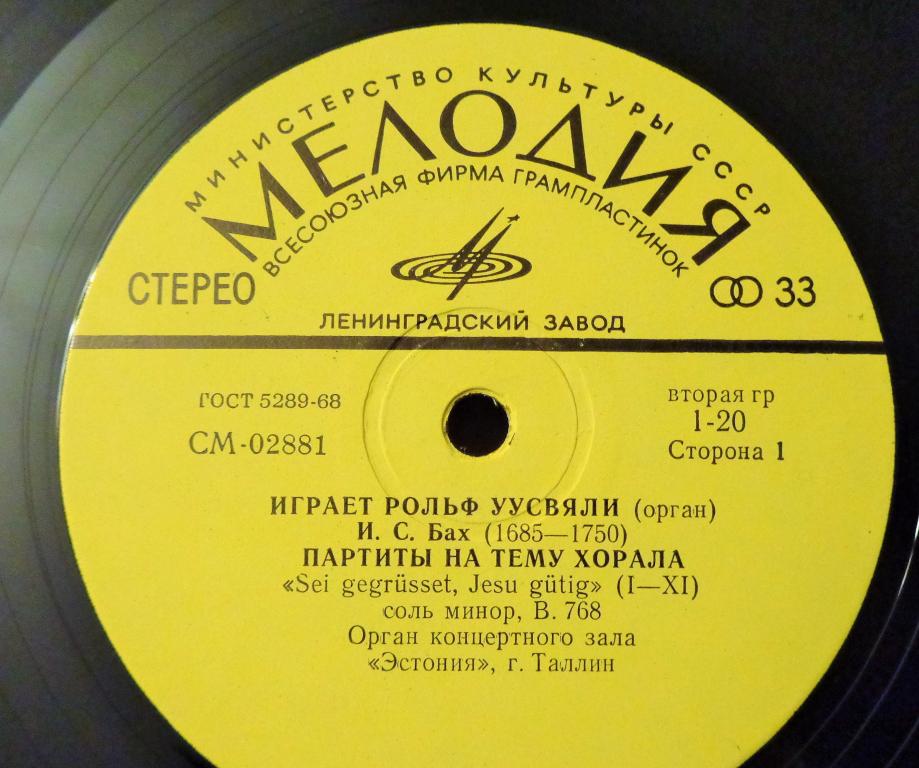 МИНИСТЕРСТВО КУЛЬТУРЫ СССР
МЕЛОДИЯ
ВСЕСОЮЗНАЯ ФИРМА ГРАМПЛАСТИНОК
СТЕРЕО
33
ЛЕНИНГРАДСКИЙ ЗАВОД
ГОСТ 5289-68
вторая гр
СМ-02881
1-20
Сторона 1
ИГРАЕТ РОЛЬФ УУСВЯЛИ (орган)
И. С. Бах (1685—1750)
ПАРТИТЫ НА ТЕМУ ХОРАЛА
«Sei gegrüsset, Jesu gütig» (I—XI)
соль минор, В. 768
Орган концертного зала
«Эстония», г. Таллин